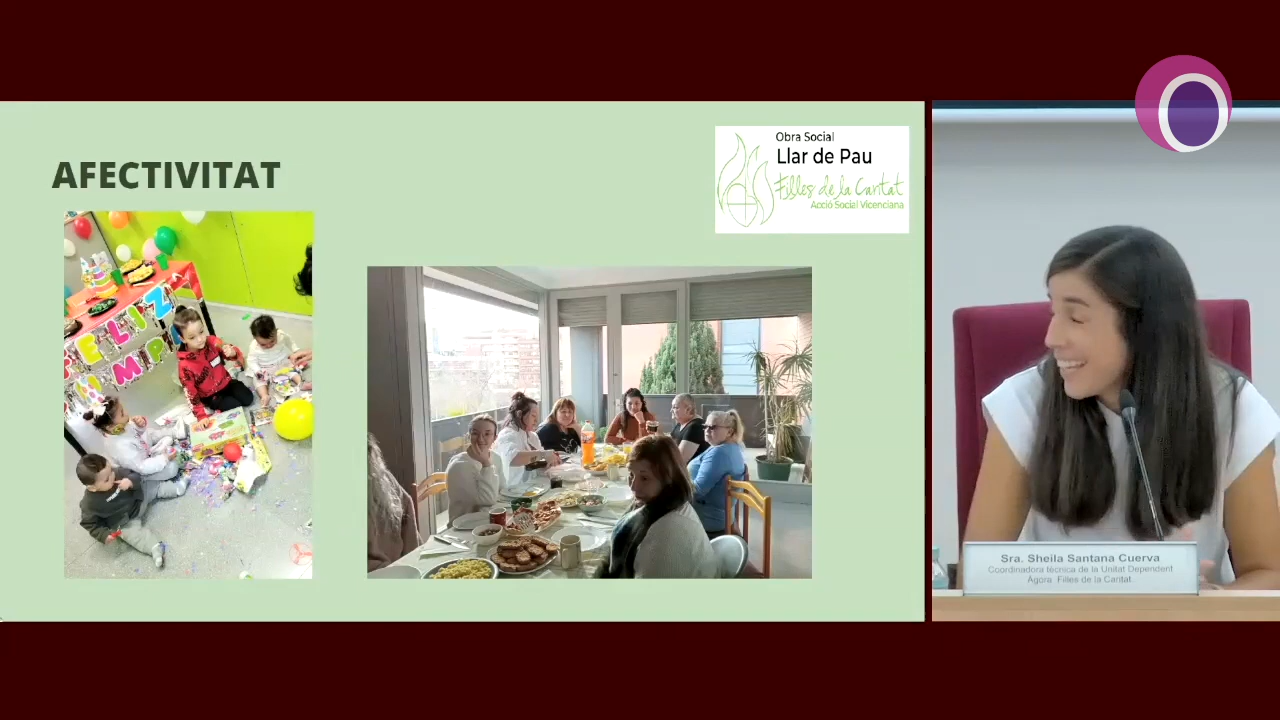 AFECTIVITAT
Obra Social
Llar de Pau
Filles de la Caritat
Acció Social Vicenciana
FELIZ
Sra. Sheila Santana Cuerva
Coordinadora tècnica de la Unitat Dependent
Àgora Filles de la Caritat.